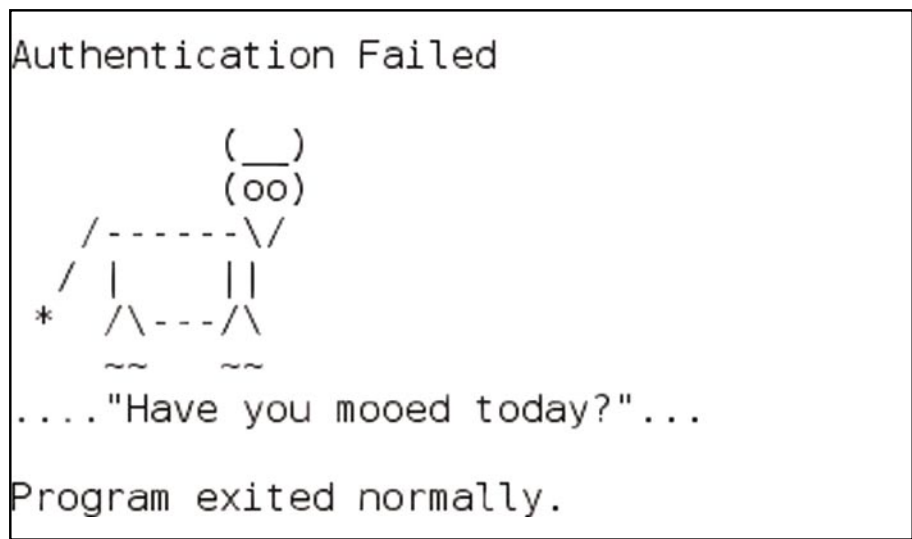 Authentication Failed

                 (__)
                 (oo)
      /------\/
    / |       ||
  *  /\---/\
      ~~   ~~
...."Have you mooed today?"...

Program exited normally.